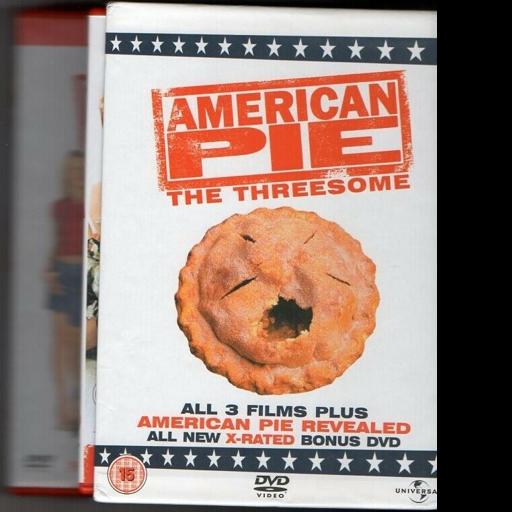 AMERICAN
PIE
THE THREESOME
ALL 3 FILMS PLUS
AMERICAN PIE REVEALED
ALL NEW X-RATED BONUS DVD
15
DVD
VIDEO
UNIVERSA